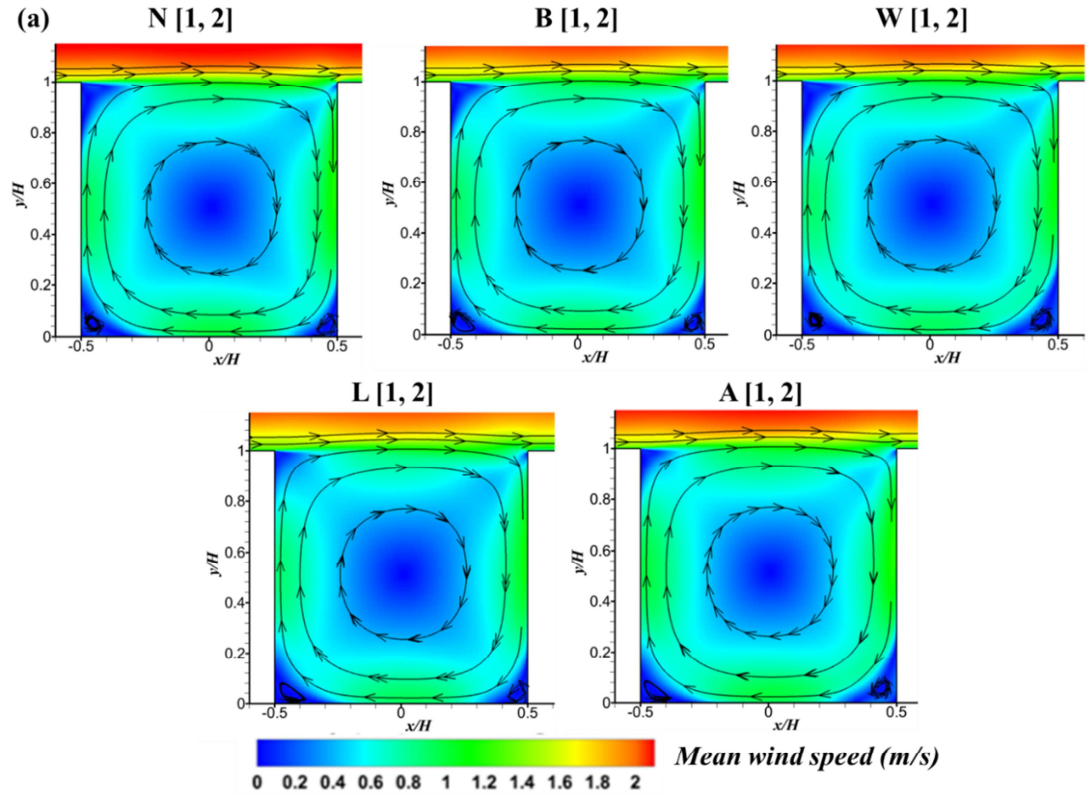 (a) N [1, 2] B [1, 2] W [1, 2]
1 1 1
0.8 0.8 0.8
0.6 0.6 0.6
y/H y/H y/H
0.4 0.4 0.4
0.2 0.2 0.2
0 0 0
-0.5 0 0.5 -0.5 0 0.5 -0.5 0 0.5
x/H x/H x/H
L [1, 2] A [1, 2]
1 1
0.8 0.8
0.6 0.6
y/H y/H
0.4 0.4
0.2 0.2
0 0
-0.5 0 0.5 -0.5 0 0.5
x/H x/H
Mean wind speed (m/s)
0 0.2 0.4 0.6 0.8 1 1.2 1.4 1.6 1.8 2